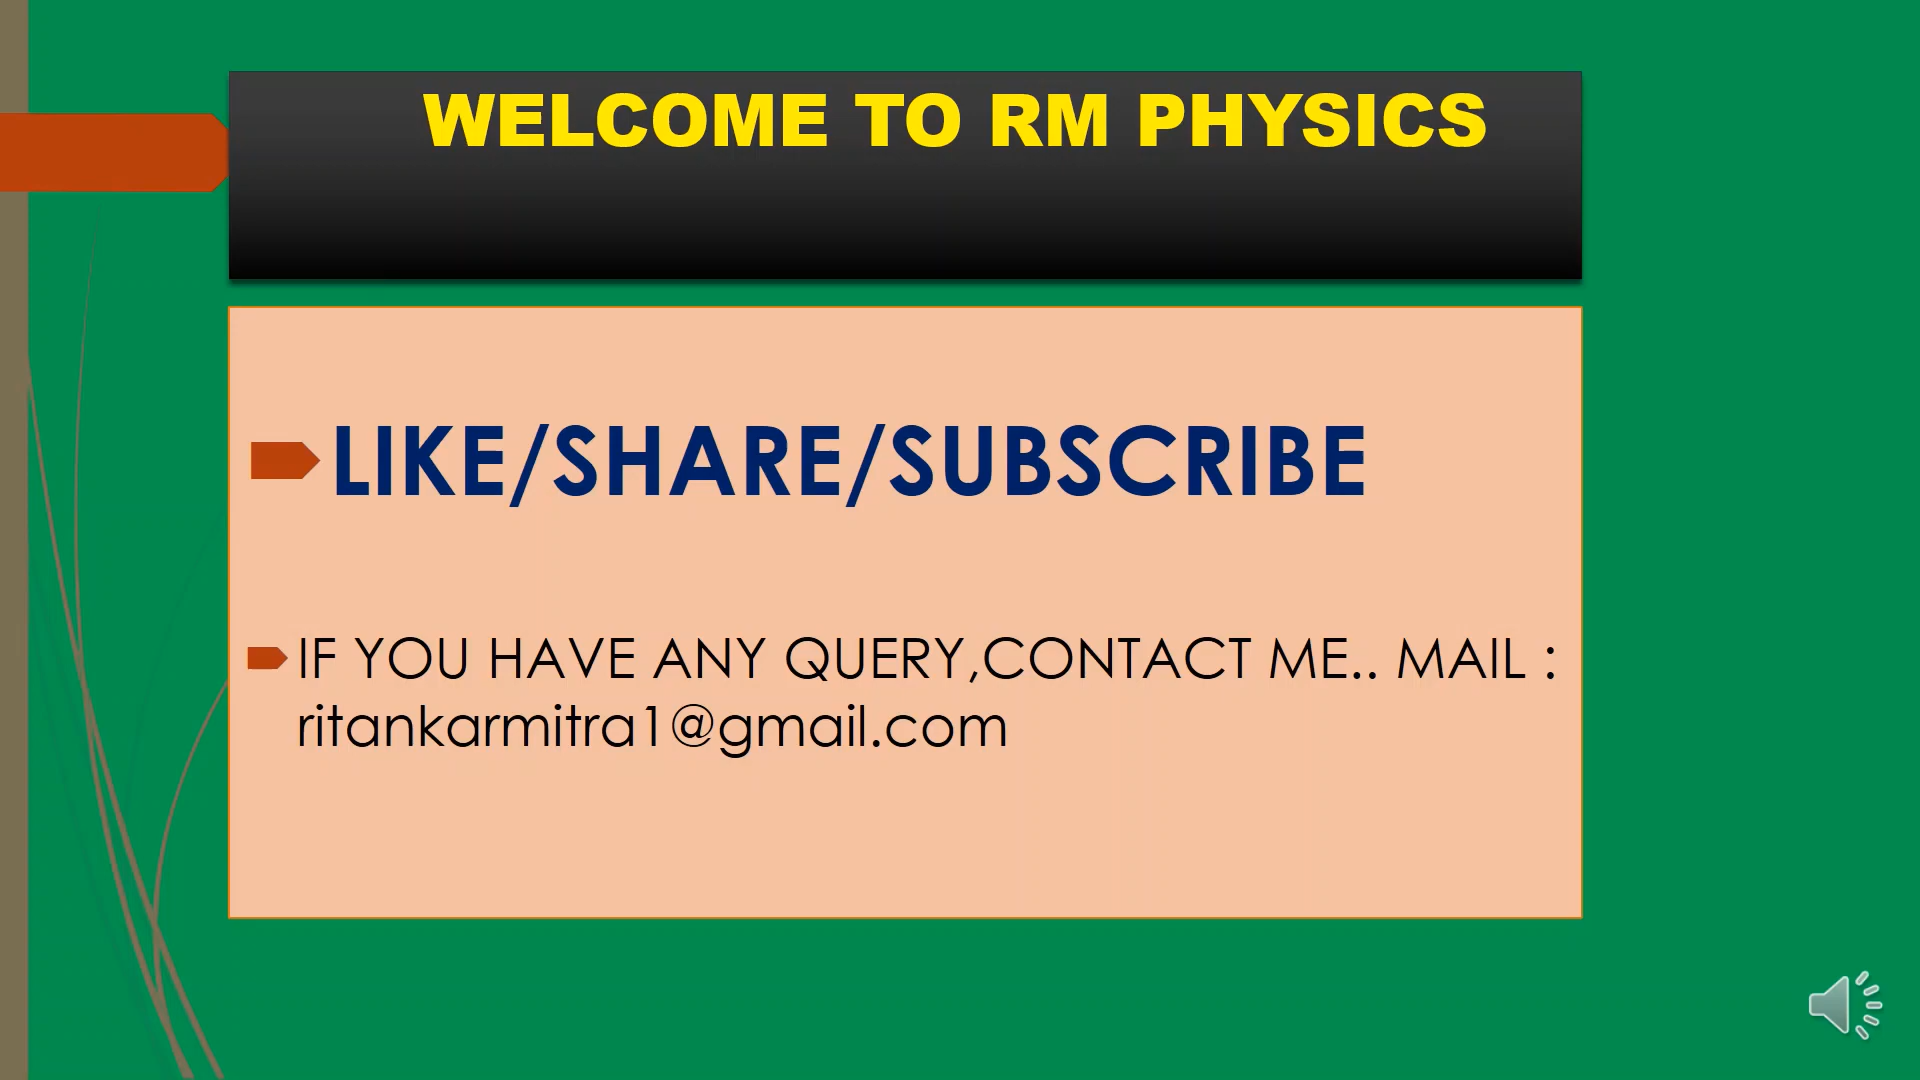 WELCOME TO RM PHYSICS
LIKE/SHARE/SUBSCRIBE
IF YOU HAVE ANY QUERY,CONTACT ME.. MAIL :
ritankarmitra1@gmail.com